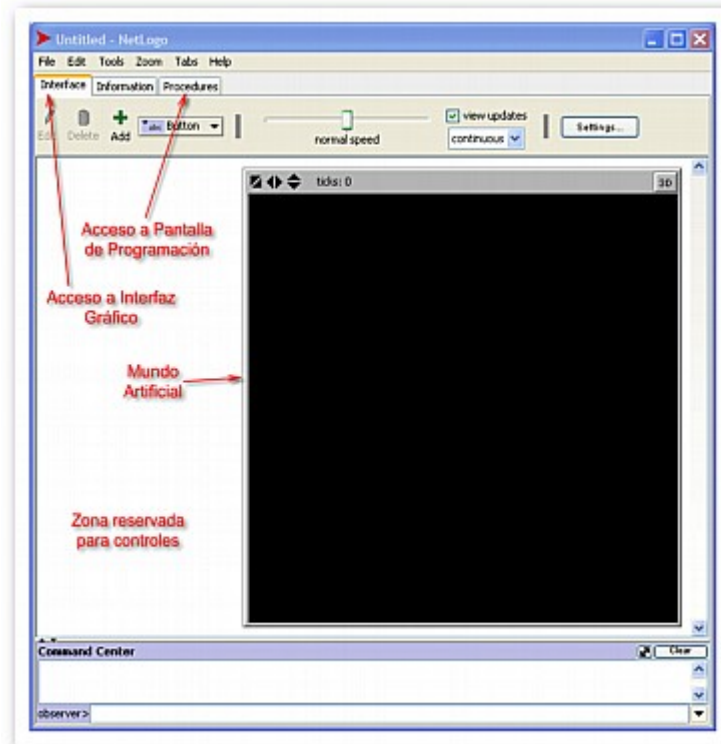 Untitled - NetLogo
File Edit Tools Zoom Tabs Help
Interface Information Procedures
Edit Delete Add abc Button normal speed view updates continuous Settings...
ticks: 0 3D
Acceso a Pantalla
de Programación
Acceso a Interfaz
Gráfico
Mundo
Artificial
Zona reservada
para controles
Command Center Clear
observer>